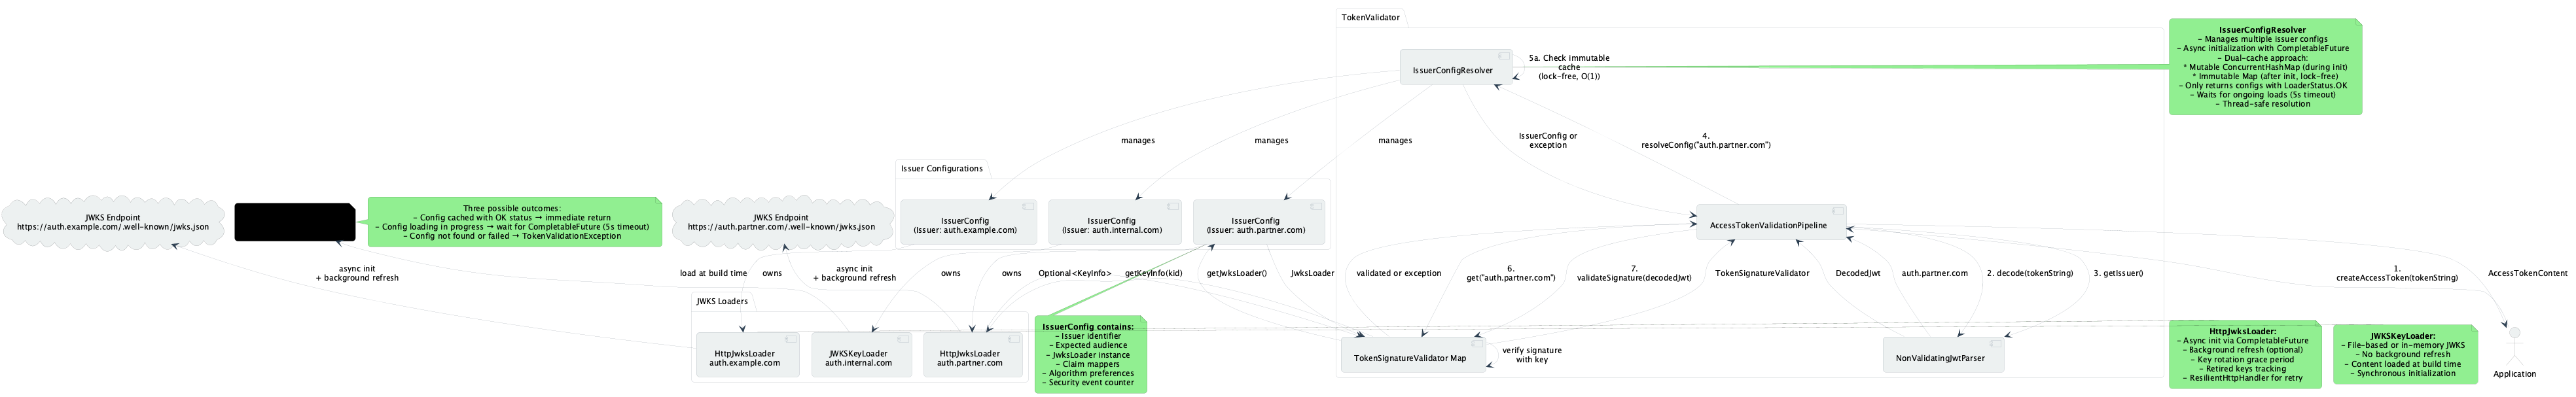 TokenValidator
IssuerConfigResolver
5a. Check immutable
cache
(lock-free, O(1))
IssuerConfigResolver
- Manages multiple issuer configs
- Async initialization with CompletableFuture
- Dual-cache approach:
* Mutable ConcurrentHashMap (during init)
* Immutable Map (after init, lock-free)
- Only returns configs with LoaderStatus.OK
- Waits for ongoing loads (5s timeout)
- Thread-safe resolution
manages
manages
manages
IssuerConfig or
exception
4.
resolveConfig("auth.partner.com")
Issuer Configurations
IssuerConfig
(Issuer: auth.example.com)
IssuerConfig
(Issuer: auth.internal.com)
IssuerConfig
(Issuer: auth.partner.com)
JWKS Endpoint
https://auth.example.com/.well-known/jwks.json
Three possible outcomes:
- Config cached with OK status → immediate return
- Config loading in progress → wait for CompletableFuture (5s timeout)
- Config not found or failed → TokenValidationException
JWKS Endpoint
https://auth.partner.com/.well-known/jwks.json
AccessTokenValidationPipeline
async init
+ background refresh
load at build time
owns
async init
+ background refresh
owns
owns
Optional<KeyInfo>
getKeyInfo(kid)
getJwksLoader()
JwksLoader
validated or exception
6.
get("auth.partner.com")
7.
validateSignature(decodedJwt)
TokenSignatureValidator
DecodedJwt
auth.partner.com
2. decode(tokenString)
3. getIssuer()
1.
createAccessToken(tokenString)
AccessTokenContent
JWKS Loaders
HttpJwksLoader
auth.example.com
JWKSKeyLoader
auth.internal.com
HttpJwksLoader
auth.partner.com
IssuerConfig contains:
- Issuer identifier
- Expected audience
- JwksLoader instance
- Claim mappers
- Algorithm preferences
- Security event counter
TokenSignatureValidator Map
verify signature
with key
NonValidatingJwtParser
HttpJwksLoader:
- Async init via CompletableFuture
- Background refresh (optional)
- Key rotation grace period
- Retired keys tracking
- ResilientHttpHandler for retry
JWKSKeyLoader:
- File-based or in-memory JWKS
- No background refresh
- Content loaded at build time
- Synchronous initialization
Application